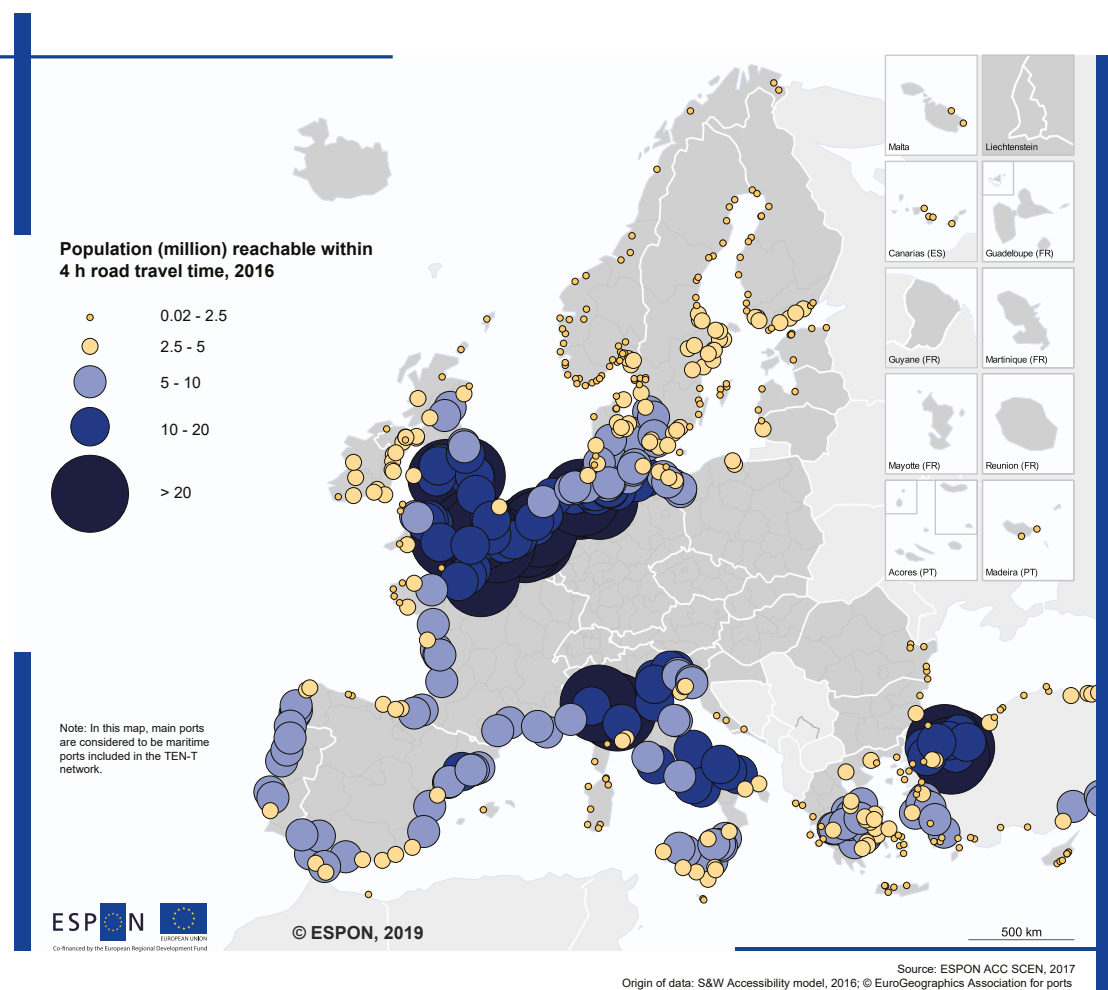 Population (million) reachable within
4 h road travel time, 2016
0.02 - 2.5
2.5 - 5
5 - 10
10 - 20
> 20
Note: In this map, main ports
are considered to be maritime
ports included in the TEN-T
network.
Malta
Liechtenstein
Canarias (ES)
Guadeloupe (FR)
Guyane (FR)
Martinique (FR)
Mayotte (FR)
Reunion (FR)
Acores (PT)
Madeira (PT)
ESPON
EUROPEAN UNION
Co-financed by the European Regional Development Fund
© ESPON, 2019
500 km
Source: ESPON ACC SCEN, 2017
Origin of data: S&W Accessibility model, 2016; © EuroGeographics Association for ports